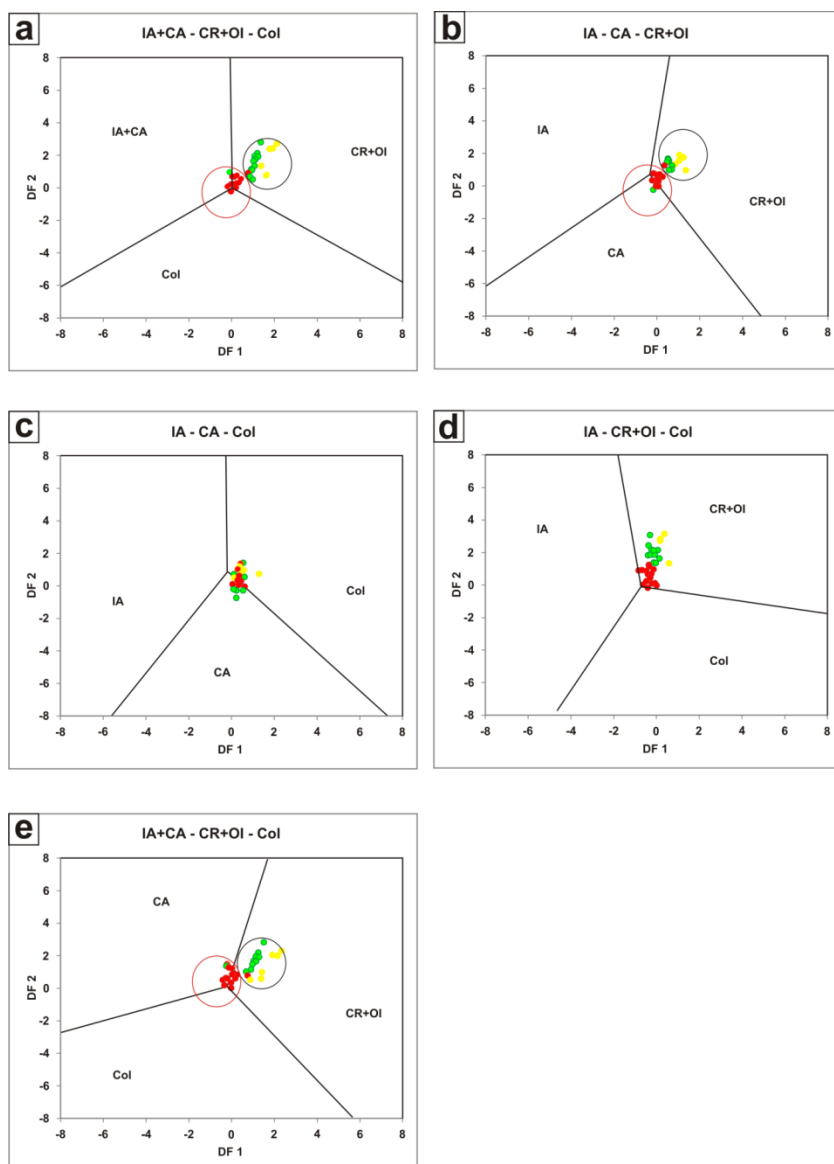 a
IA+CA - CR+OI - Col
8
6
4
2
0
-2
-4
-6
-8
DF 2
IA+CA
CR+OI
Col
-8 -6 -4 -2 0 2 4 6 8
DF 1
b
IA - CA - CR+OI
8
6
4
2
0
-2
-4
-6
-8
DF 2
IA
CR+OI
CA
-8 -6 -4 -2 0 2 4 6 8
DF 1
c
IA - CA - Col
8
6
4
2
0
-2
-4
-6
-8
DF 2
IA
Col
CA
-8 -6 -4 -2 0 2 4 6 8
DF 1
d
IA - CR+OI - Col
8
6
4
2
0
-2
-4
-6
-8
DF 2
IA
CR+OI
Col
-8 -6 -4 -2 0 2 4 6 8
DF 1
e
IA+CA - CR+OI - Col
8
6
4
2
0
-2
-4
-6
-8
DF 2
CA
CR+OI
Col
-8 -6 -4 -2 0 2 4 6 8
DF 1